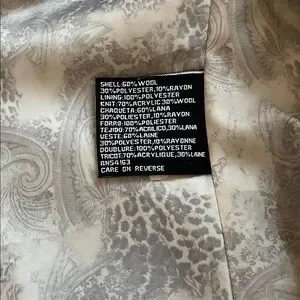 SHELL:60%WOOL
30%POLYESTER,10%RAYON
LINING:100%POLYESTER
KNIT:70%ACRYLIC 30%WOOL
CHAQUETA:60%LANA
30%POLIESTER,10%RAYON
FORRO:100%POLIESTER
TEJIDO:70%ACRILICO,30%LANA
VESTE:60%LAINE
30%POLYESTER,10%RAYONNE
DOUBLURE:100%POLYESTER
TRICOT:70%ACRYLIQUE,30%LAINE
RN54163
CARE ON REVERSE